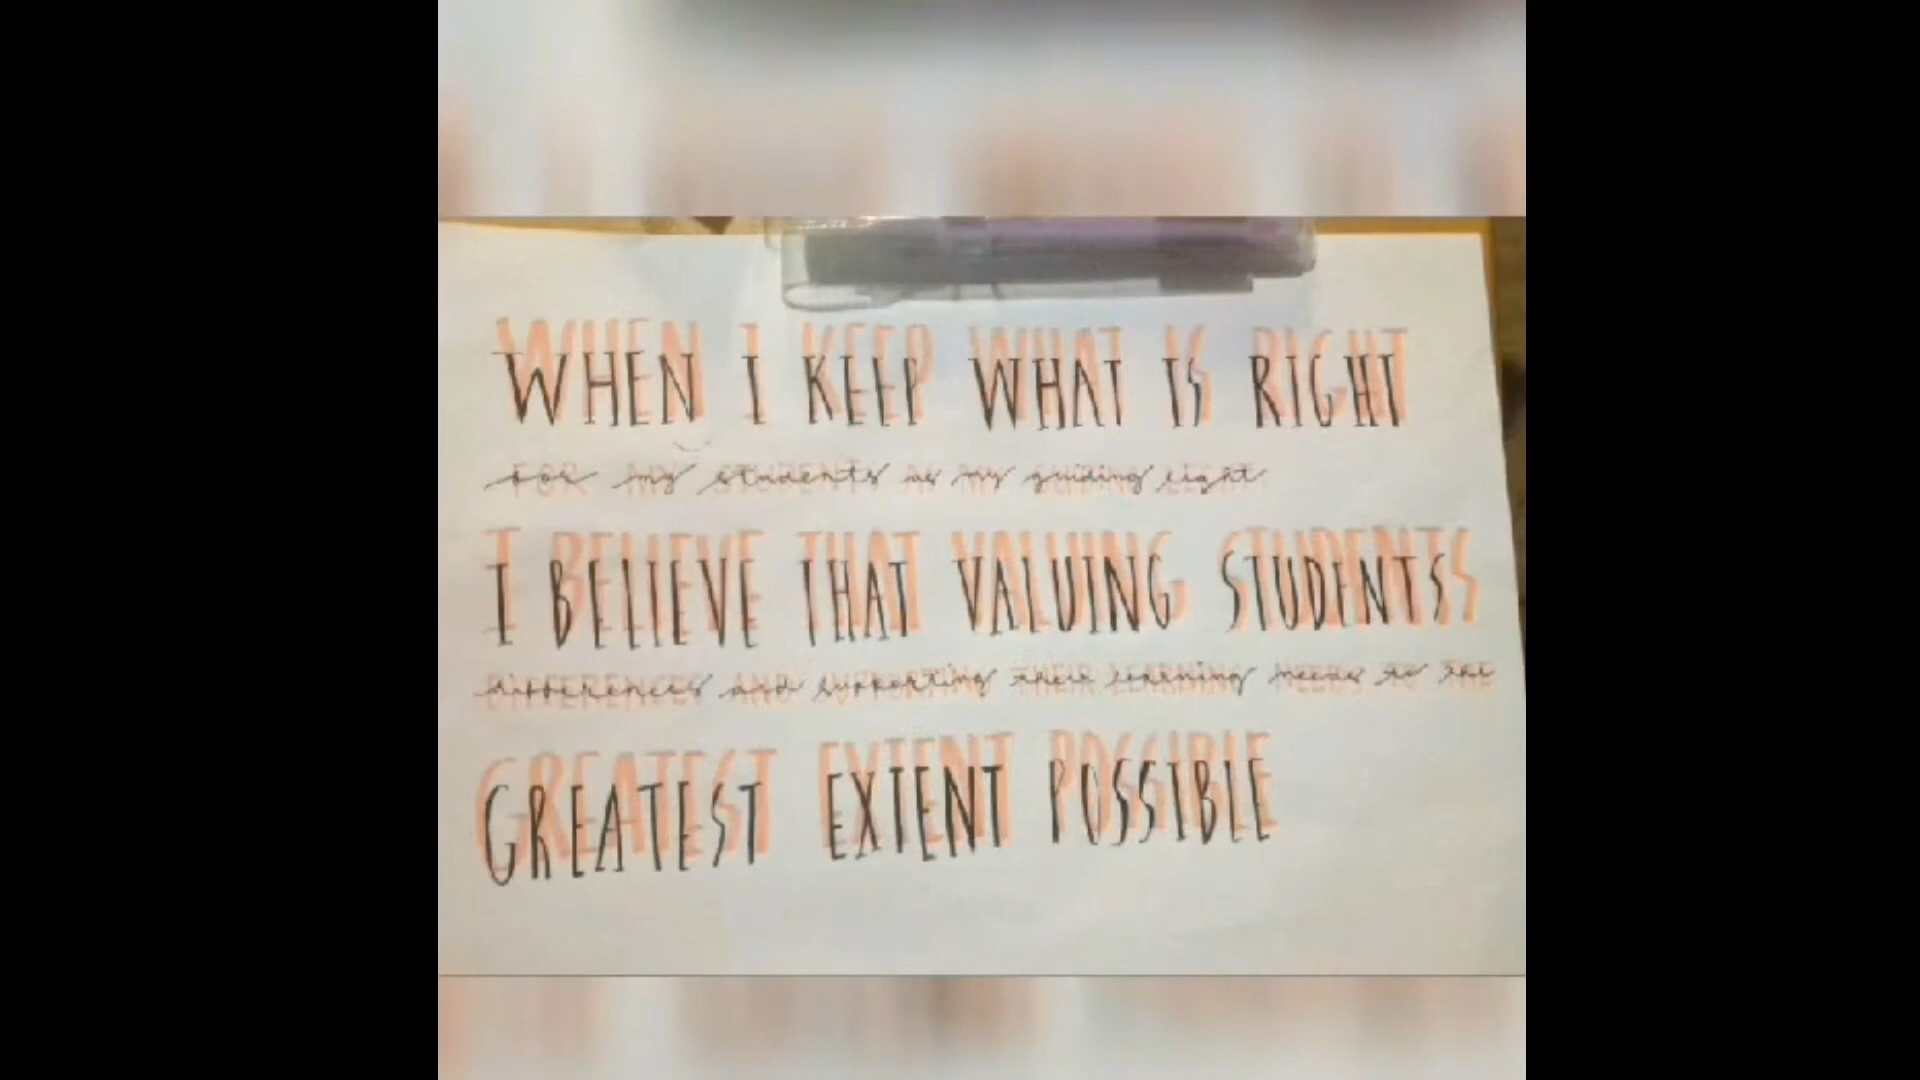 WHEN I KEEP WHAT IS RIGHT
FOR my students as my guiding light
I BELIEVE THAT VALUING STUDENTS
differences and supporting their learning needs to the
GREATEST EXTENT POSSIBLE